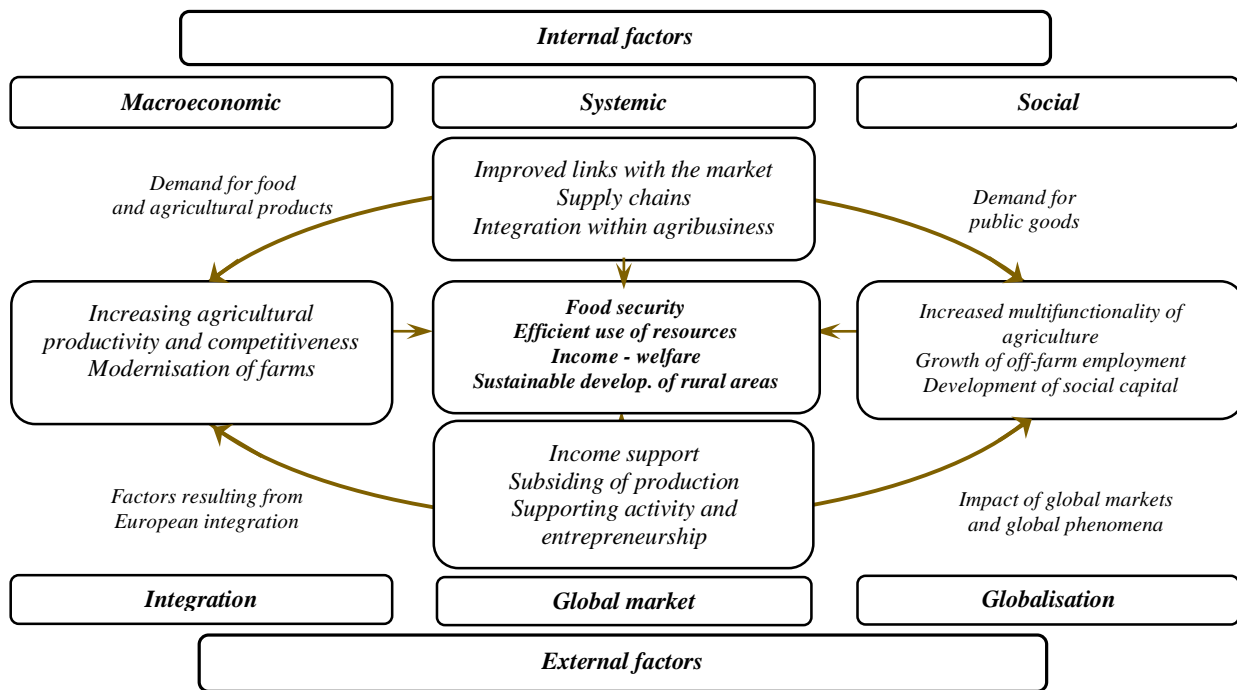 Internal factors
Macroeconomic
Systemic
Social
Improved links with the market
Supply chains
Integration within agribusiness
Demand for food
and agricultural products
Demand for
public goods
Increasing agricultural
productivity and competitiveness
Modernisation of farms
Food security
Efficient use of resources
Income - welfare
Sustainable develop. of rural areas
Increased multifunctionality of
agriculture
Growth of off-farm employment
Development of social capital
Income support
Subsiding of production
Supporting activity and
entrepreneurship
Factors resulting from
European integration
Impact of global markets
and global phenomena
Integration
Global market
Globalisation
External factors